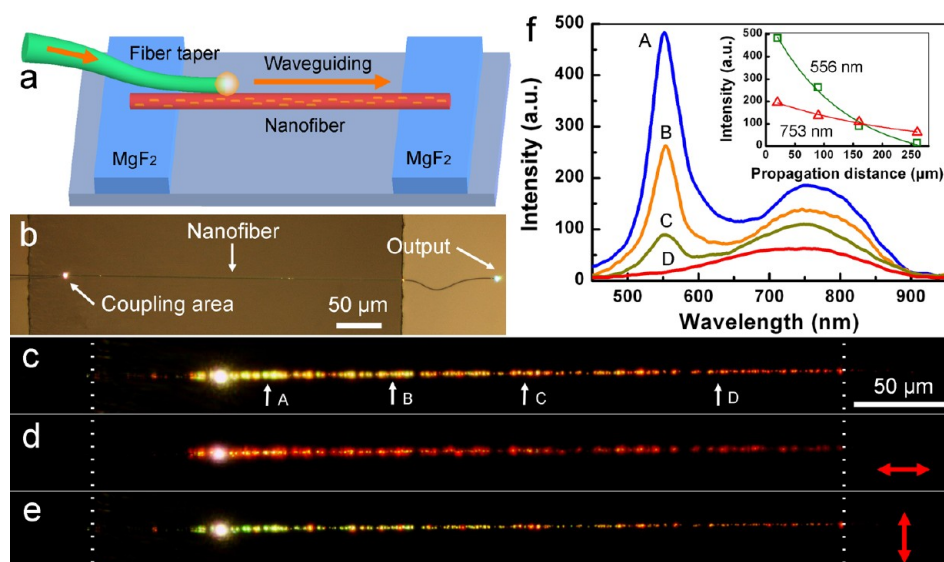 a
Fiber taper
Waveguiding
Nanofiber
MgF2
MgF2
b
Nanofiber
Output
Coupling area
50 µm
f
Intensity (a.u.)
500
400
300
200
100
0
A
B
C
D
500
600
700
800
900
Wavelength (nm)
Intensity (a.u.)
500
400
300
200
100
0
556 nm
753 nm
0
50
100
150
200
250
Propagation distance (µm)
c
A
B
C
D
50 µm
d
e